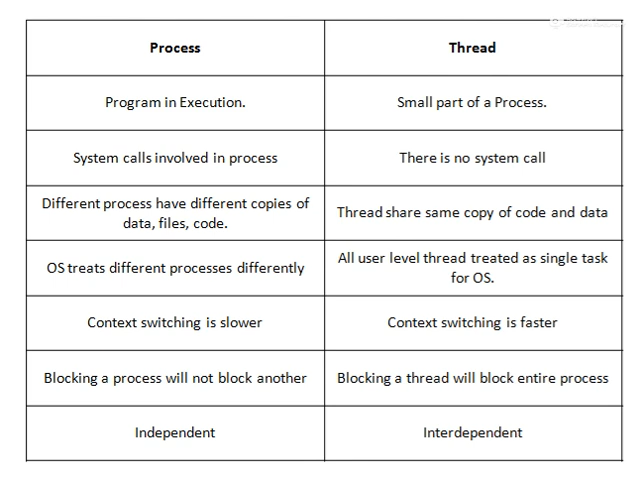 Process
Thread
Program in Execution.
Small part of a Process.
System calls involved in process
There is no system call
Different process have different copies of
data, files, code.
Thread share same copy of code and data
OS treats different processes differently
All user level thread treated as single task
for OS.
Context switching is slower
Context switching is faster
Blocking a process will not block another
Blocking a thread will block entire process
Independent
Interdependent